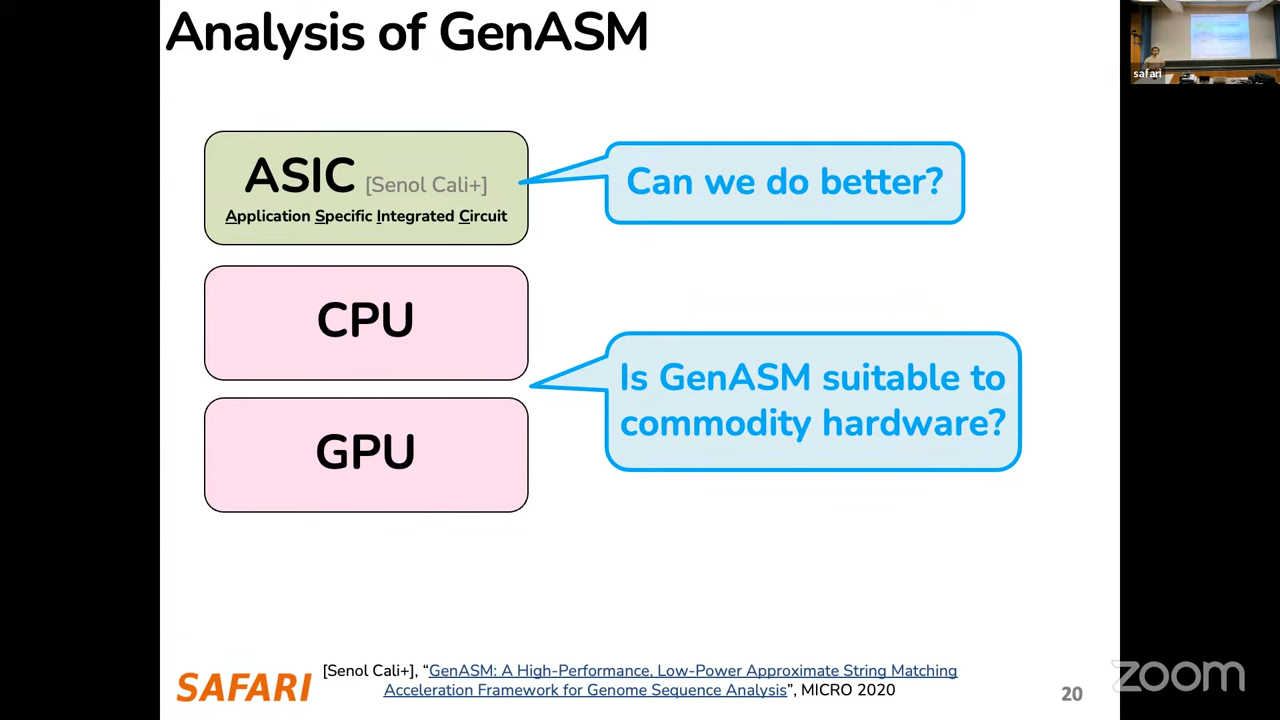 Analysis of GenASM
safari
ASIC [Senol Cali+]
Application Specific Integrated Circuit
Can we do better?
CPU
Is GenASM suitable to
commodity hardware?
GPU
SAFARI
[Senol Cali+], “GenASM: A High-Performance, Low-Power Approximate String Matching
Acceleration Framework for Genome Sequence Analysis”, MICRO 2020
20
zoom